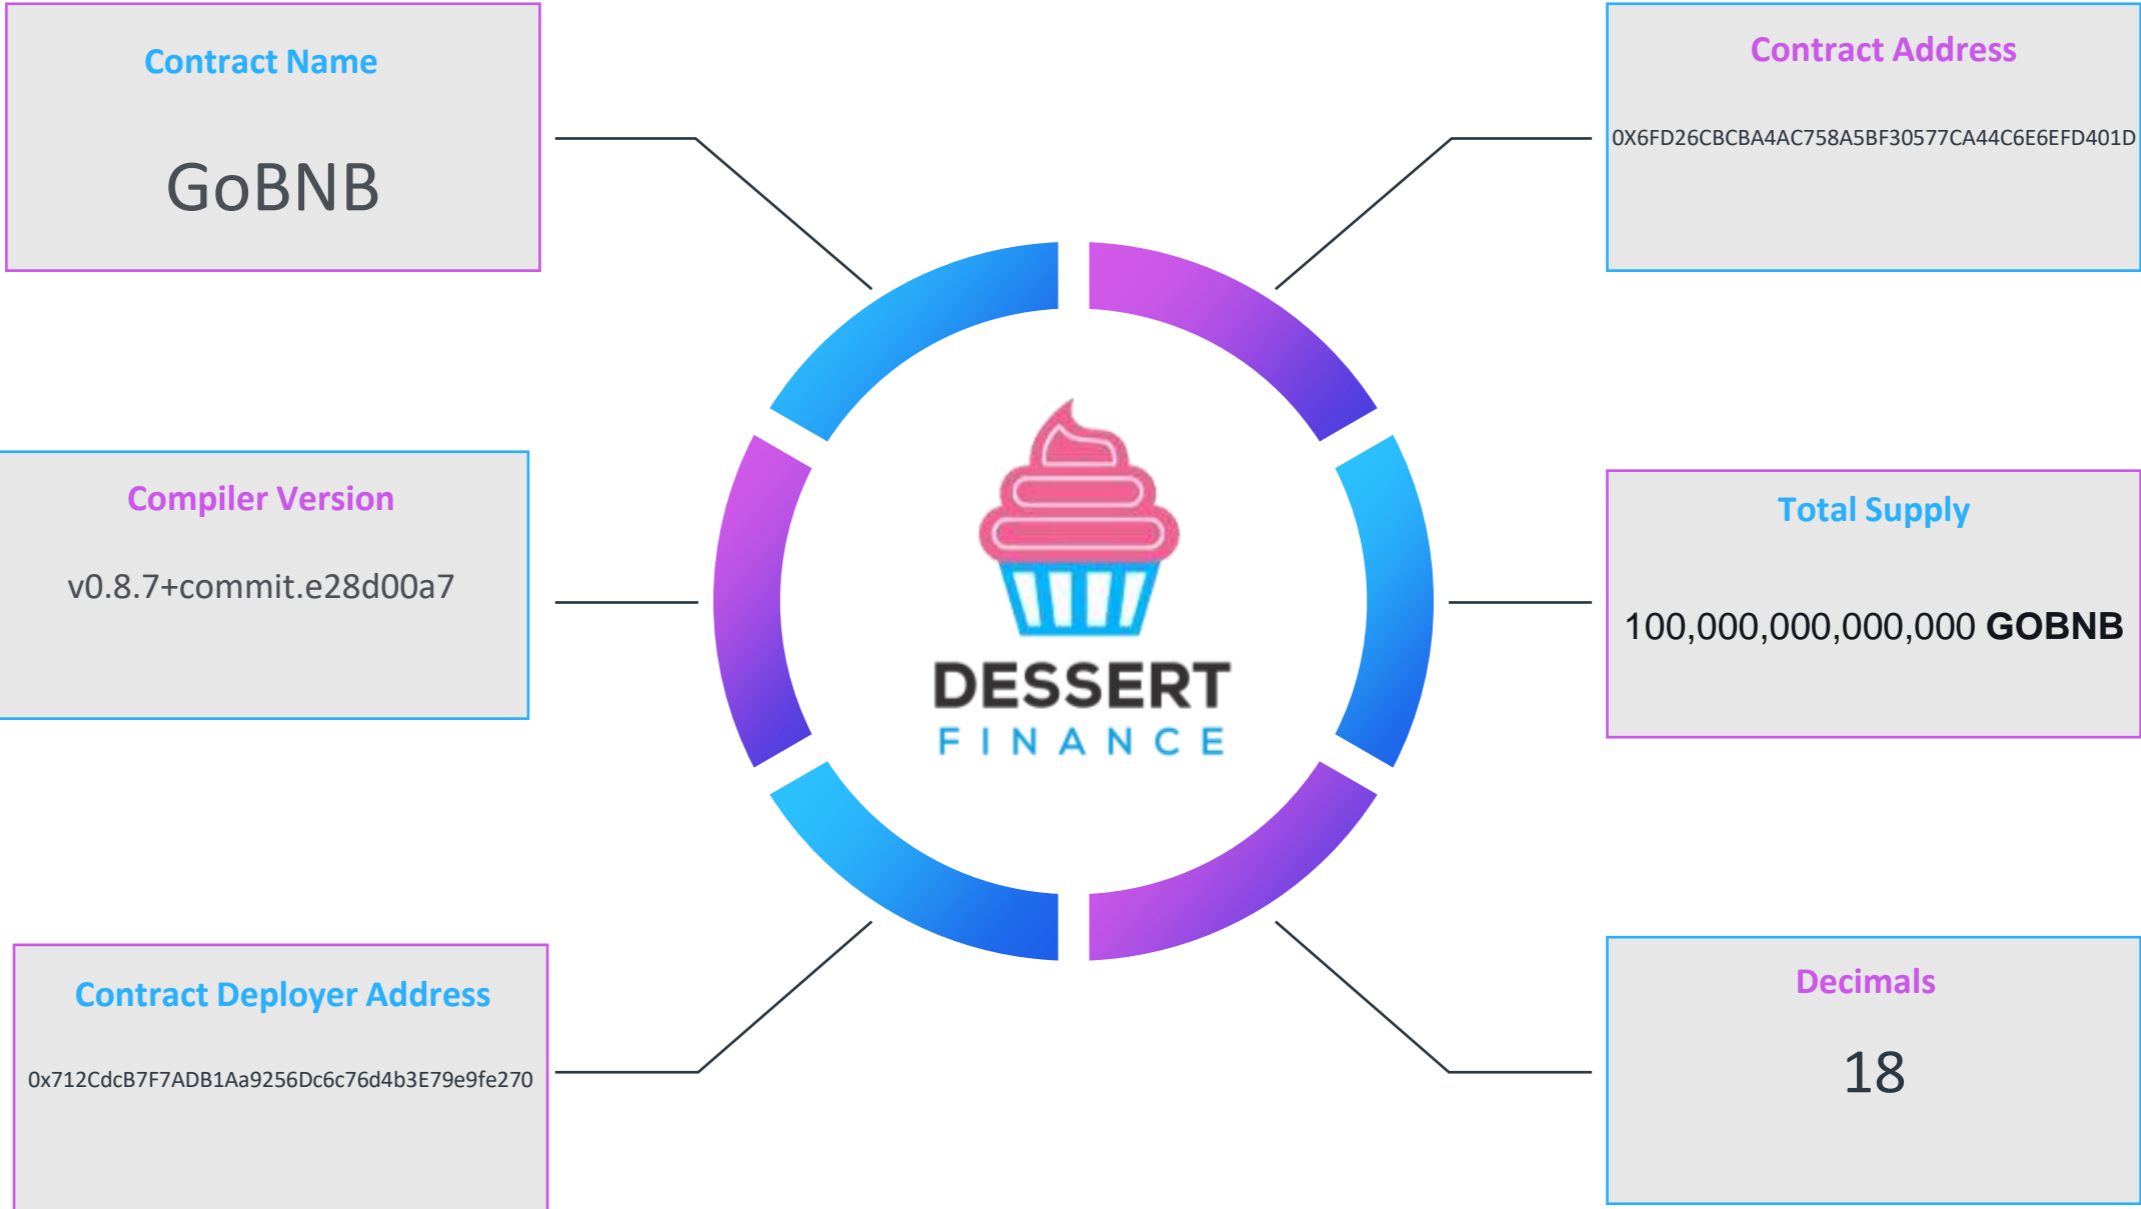 Contract Name
GoBNB
Contract Address
0X6FD26CBCBA4AC758A5BF30577CA44C6E6EFD401D
Compiler Version
v0.8.7+commit.e28d00a7
DESSERT
FINANCE
Total Supply
100,000,000,000,000 GOBNB
Contract Deployer Address
0x712CdcB7F7ADB1Aa9256Dc6c76d4b3E79e9fe270
Decimals
18